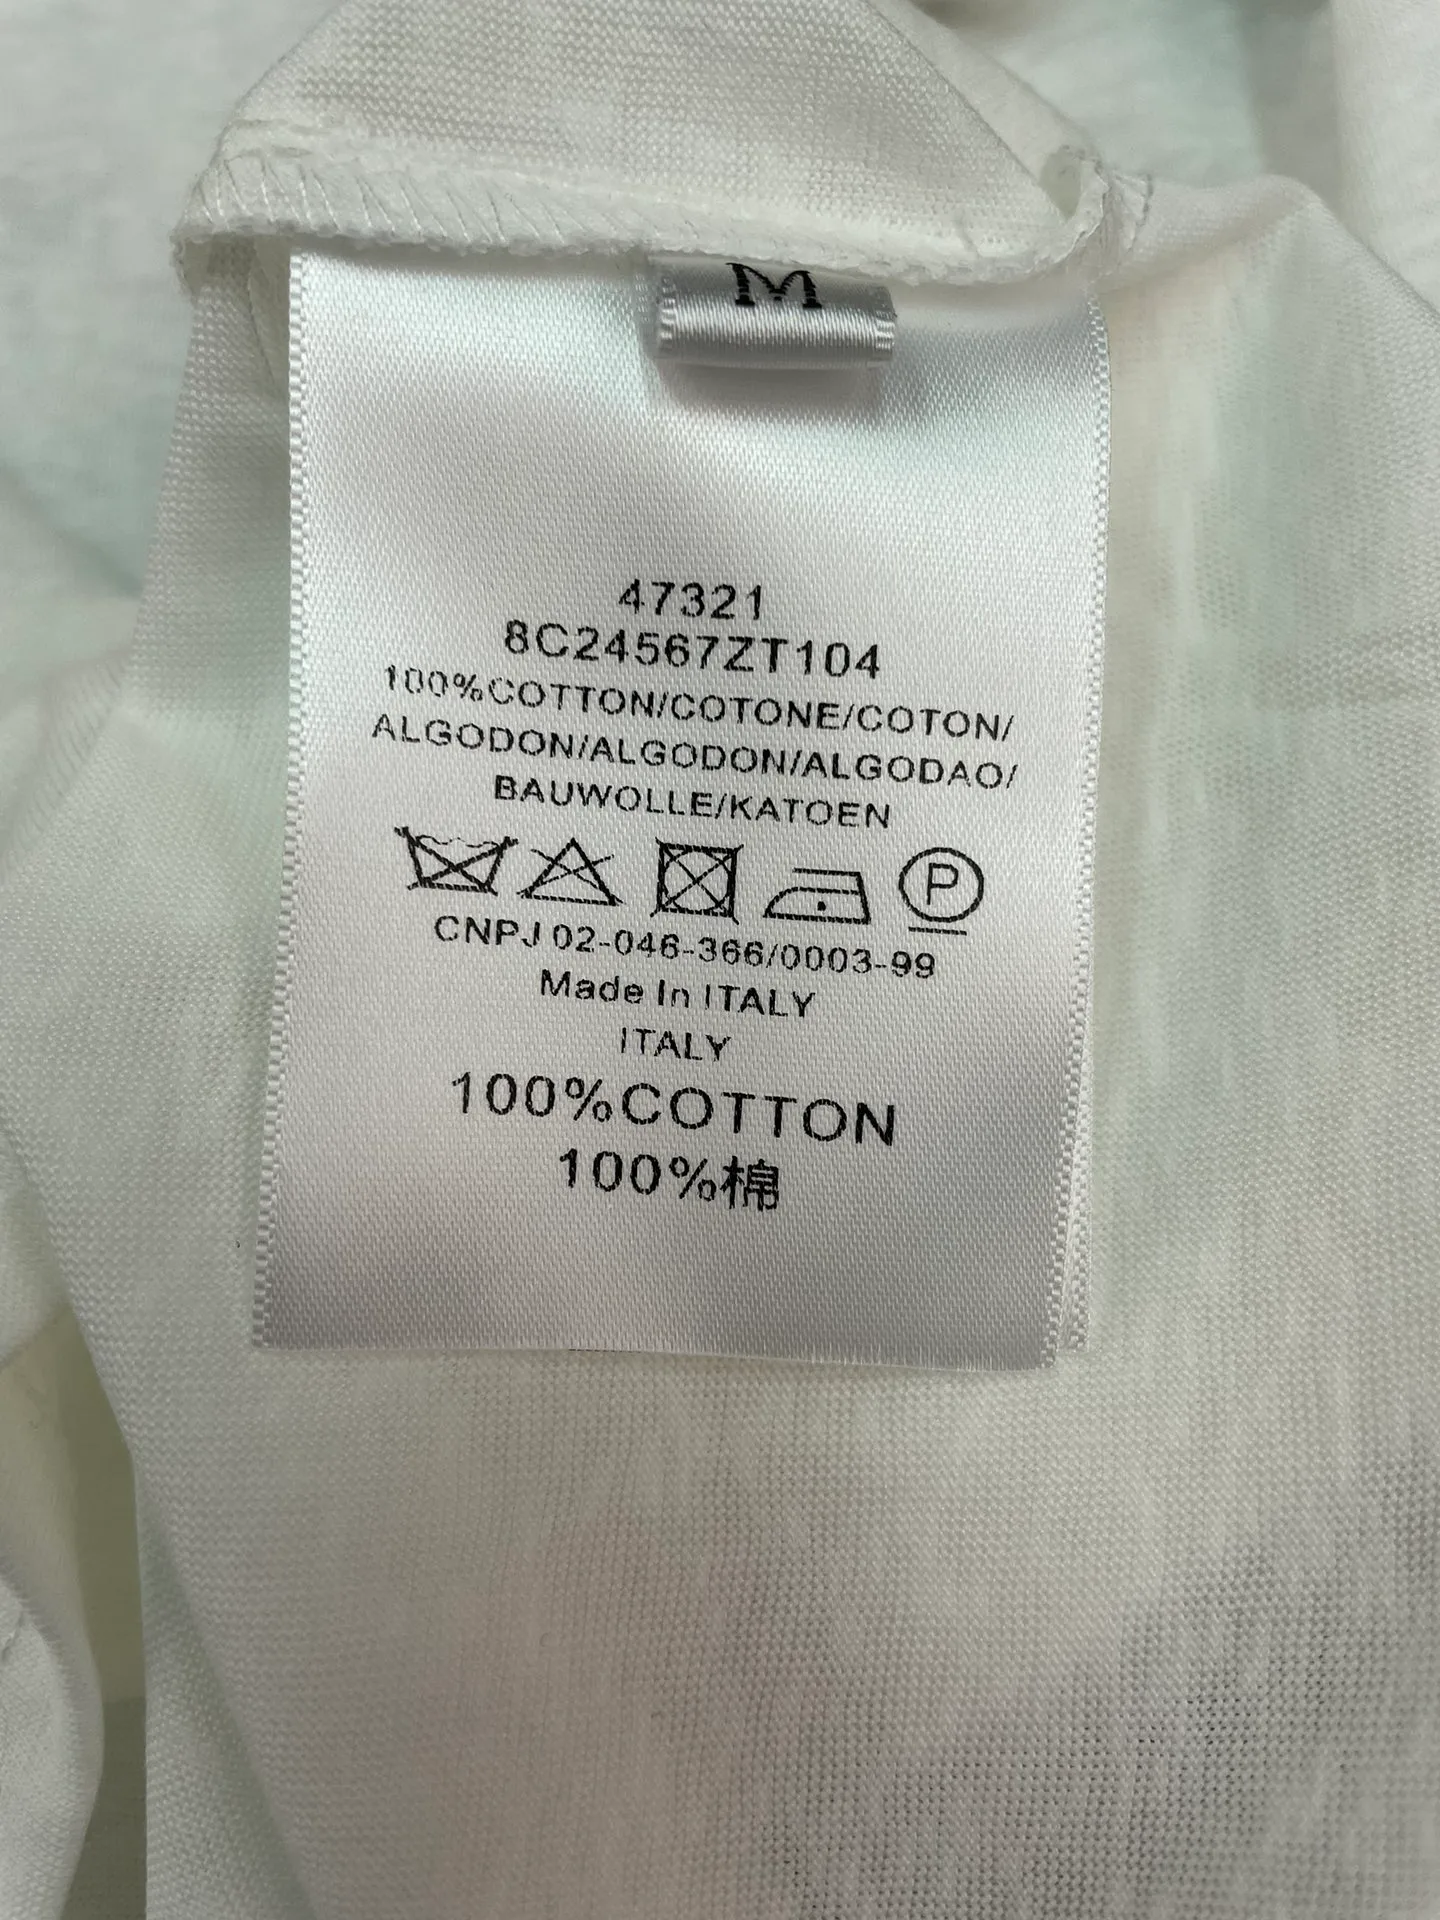 M
47321
8C24567ZT104
100%COTTON/COTONE/COTON/
ALGODON/ALGODON/ALGODAO/
BAUWOLLE/KATOEN
P
CNPJ 02-046-366/0003-99
Made In ITALY
ITALY
100%COTTON
100%棉